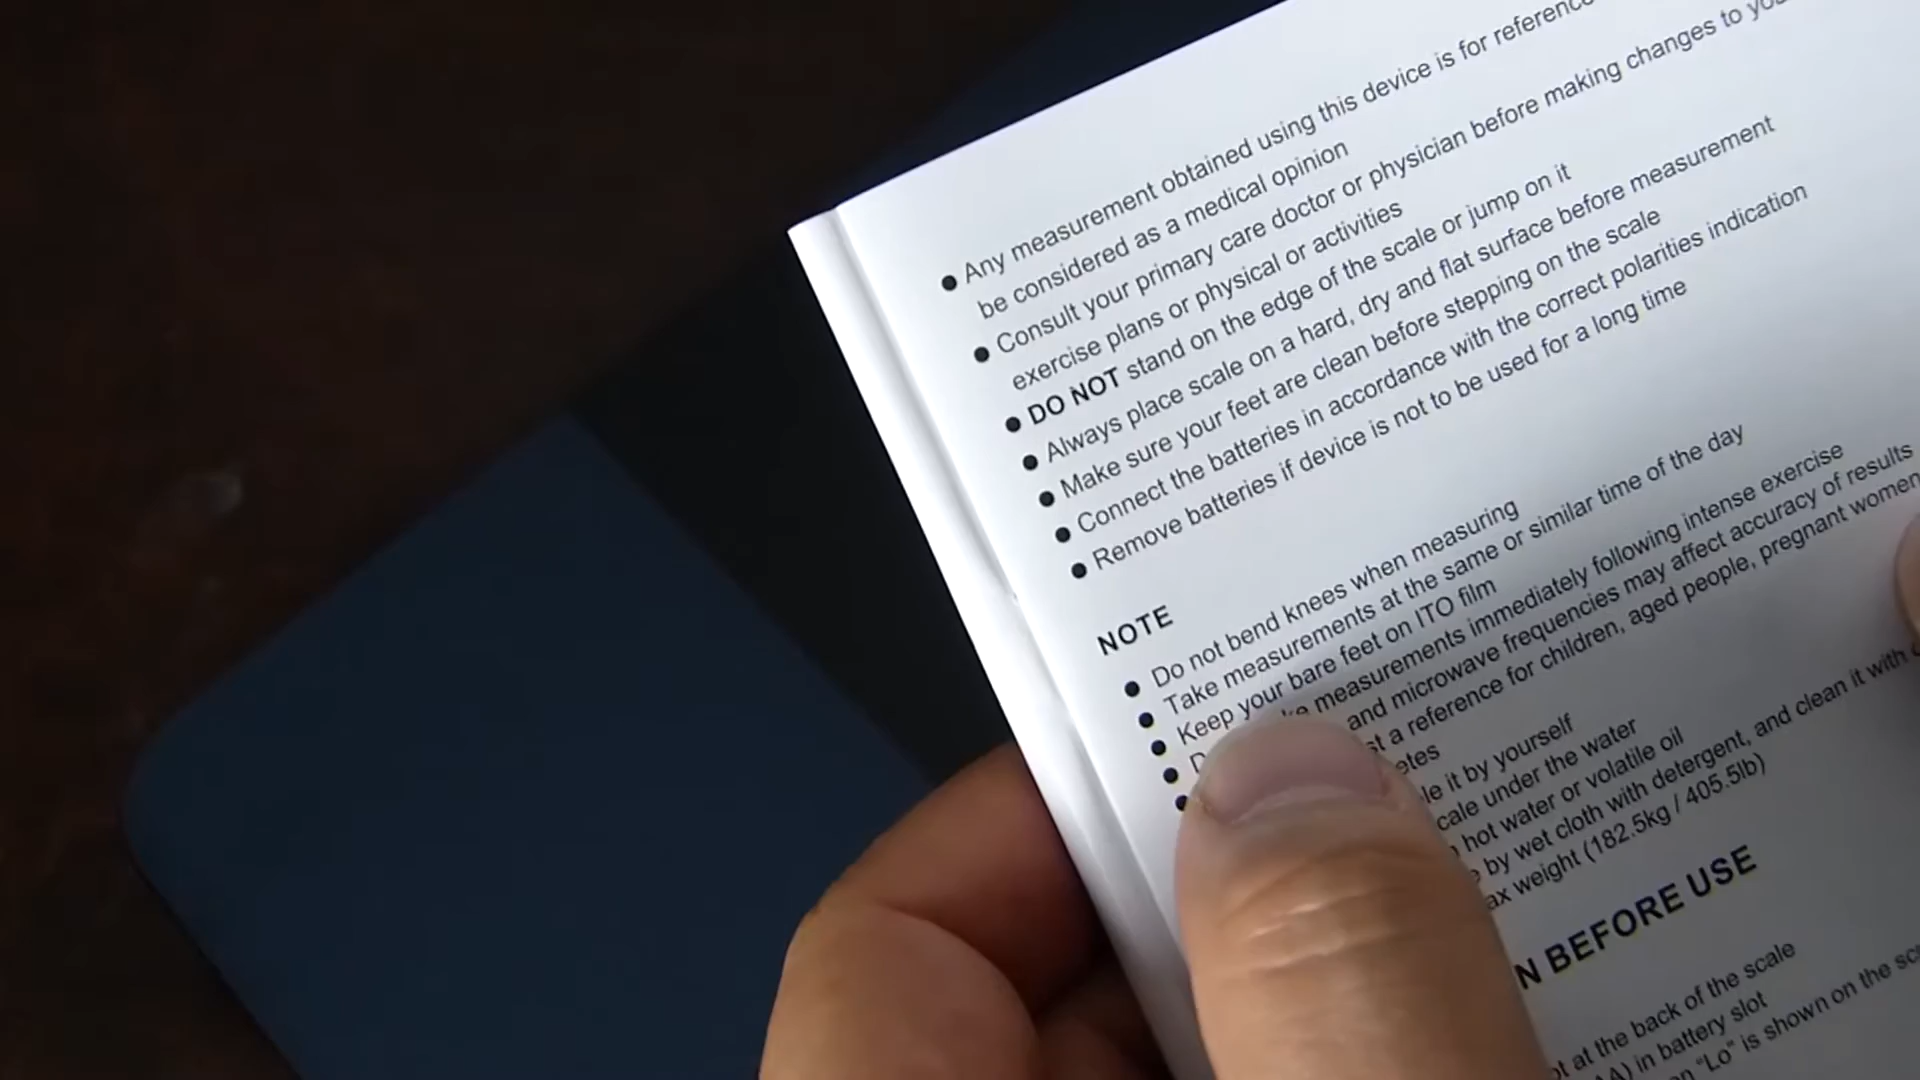 ● Any measurement obtained using this device is for reference
be considered as a medical opinion
● Consult your primary care doctor or physician before making changes to
exercise plans or physical or activities
● DO NOT stand on the edge of the scale or jump on it
● Always place scale on a hard, dry and flat surface before measurement
● Make sure your feet are clean before stepping on the scale
● Connect the batteries in accordance with the correct polarities indication
● Remove batteries if device is not to be used for a long time
NOTE
● Do not bend knees when measuring
● Take measurements at the same or similar time of the day
● Keep your bare feet on ITO film
● measurements immediately following intense exercise
● and microwave frequencies may affect accuracy of results
a reference for children, aged people, pregnant women
it by yourself
under the water
hot water or volatile oil
by wet cloth with detergent, and clean it with
weight (182.5kg / 405.5lb)
BEFORE USE
at the back of the scale
in battery slot
"Lo" is shown on the